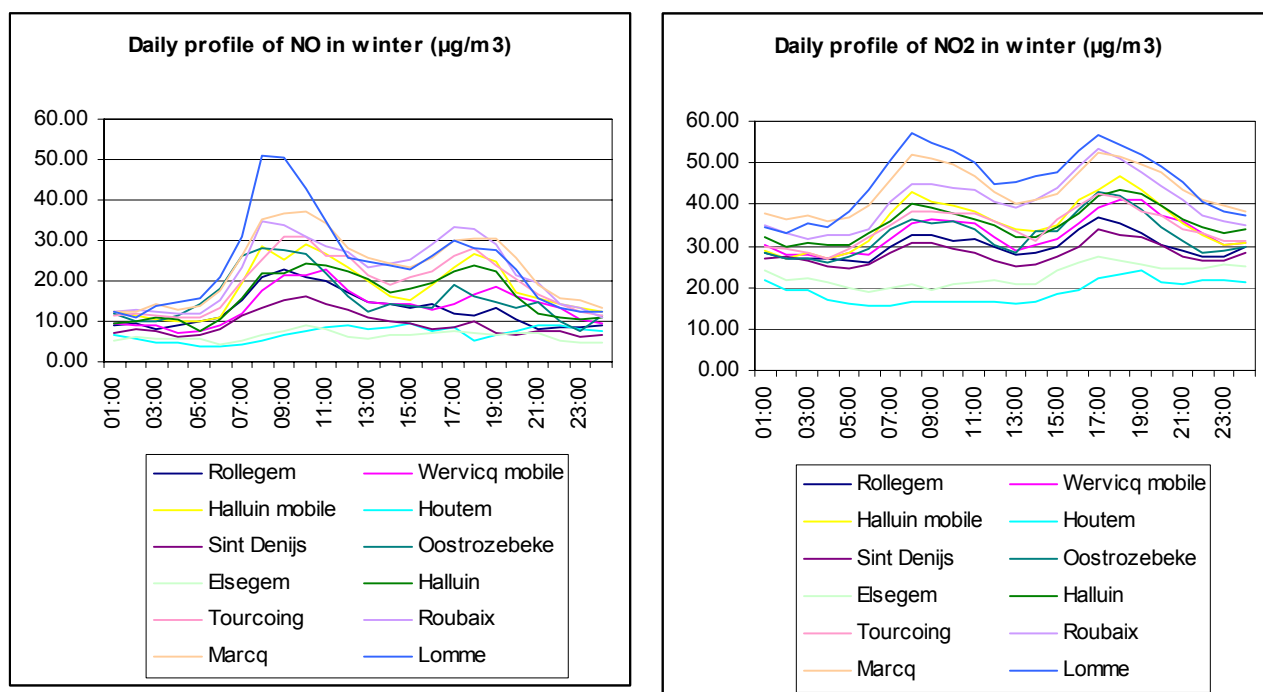 Daily profile of NO in winter (µg/m3)
60.00
50.00
40.00
30.00
20.00
10.00
0.00
01:00
03:00
05:00
07:00
09:00
11:00
13:00
15:00
17:00
19:00
21:00
23:00
Rollegem Wervicq mobile
Halluin mobile Houtem
Sint Denijs Oostrozebeke
Elsegem Halluin
Tourcoing Roubaix
Marcq Lomme
Daily profile of NO2 in winter (µg/m3)
60.00
50.00
40.00
30.00
20.00
10.00
0.00
01:00
03:00
05:00
07:00
09:00
11:00
13:00
15:00
17:00
19:00
21:00
23:00
Rollegem Wervicq mobile
Halluin mobile Houtem
Sint Denijs Oostrozebeke
Elsegem Halluin
Tourcoing Roubaix
Marcq Lomme